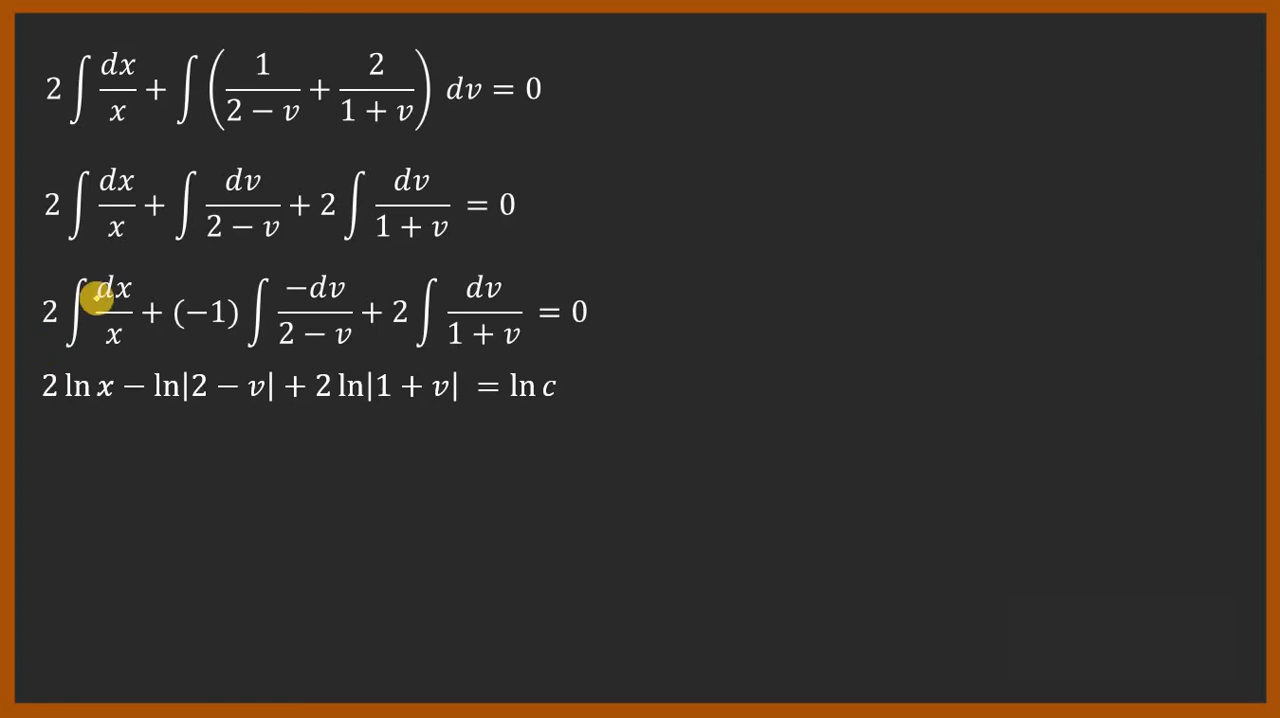 2 ∫ dx/x + ∫ (1/(2 − v) + 2/(1 + v)) dv = 0
2 ∫ dx/x + ∫ dv/(2 − v) + 2 ∫ dv/(1 + v) = 0
2 ∫ dx/x + (−1) ∫ −dv/(2 − v) + 2 ∫ dv/(1 + v) = 0
2 ln x − ln|2 − v| + 2 ln|1 + v| = ln c